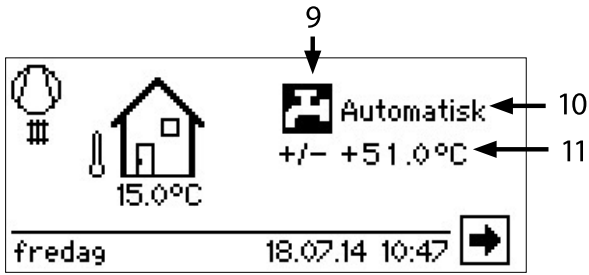 9
Automatisk
10
+/- +51.0°C
11
15.0°C
fredag 18.07.14 10:47